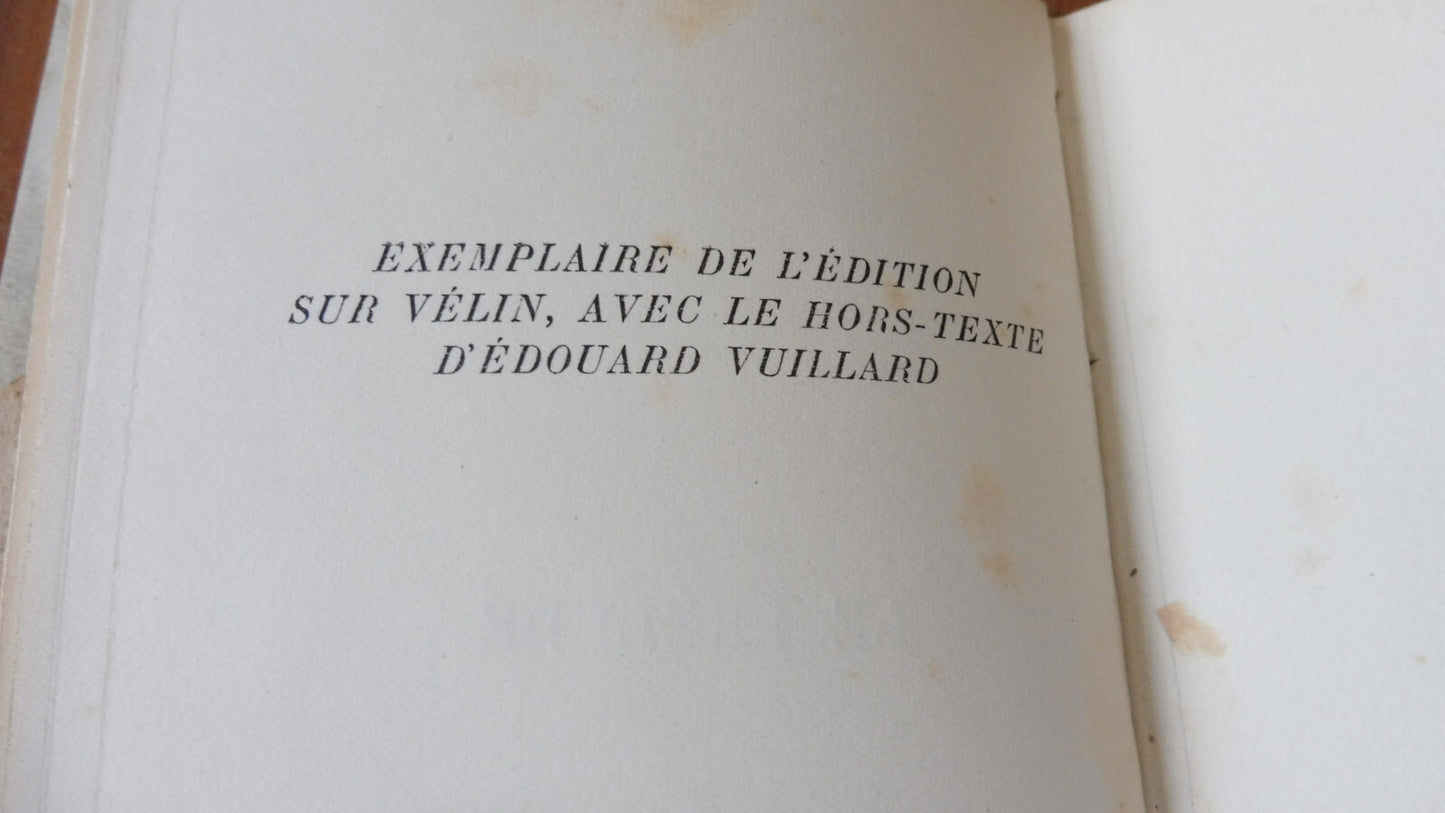 EXEMPLAIRE DE L'ÉDITION
SUR VÉLIN, AVEC LE HORS-TEXTE
D'ÉDOUARD VUILLARD